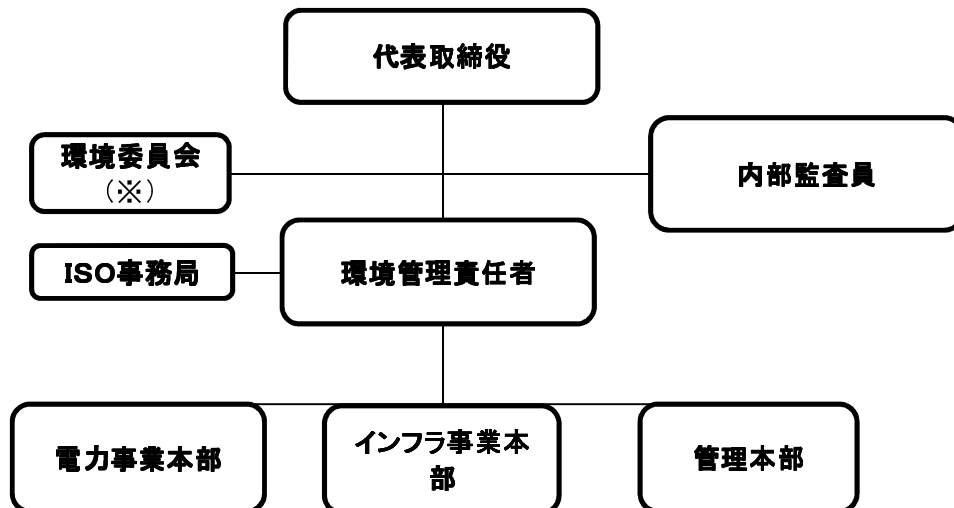 代表取締役
環境委員会
（※）
内部監査員
ISO事務局
環境管理責任者
電力事業本部
インフラ事業本
部
管理本部